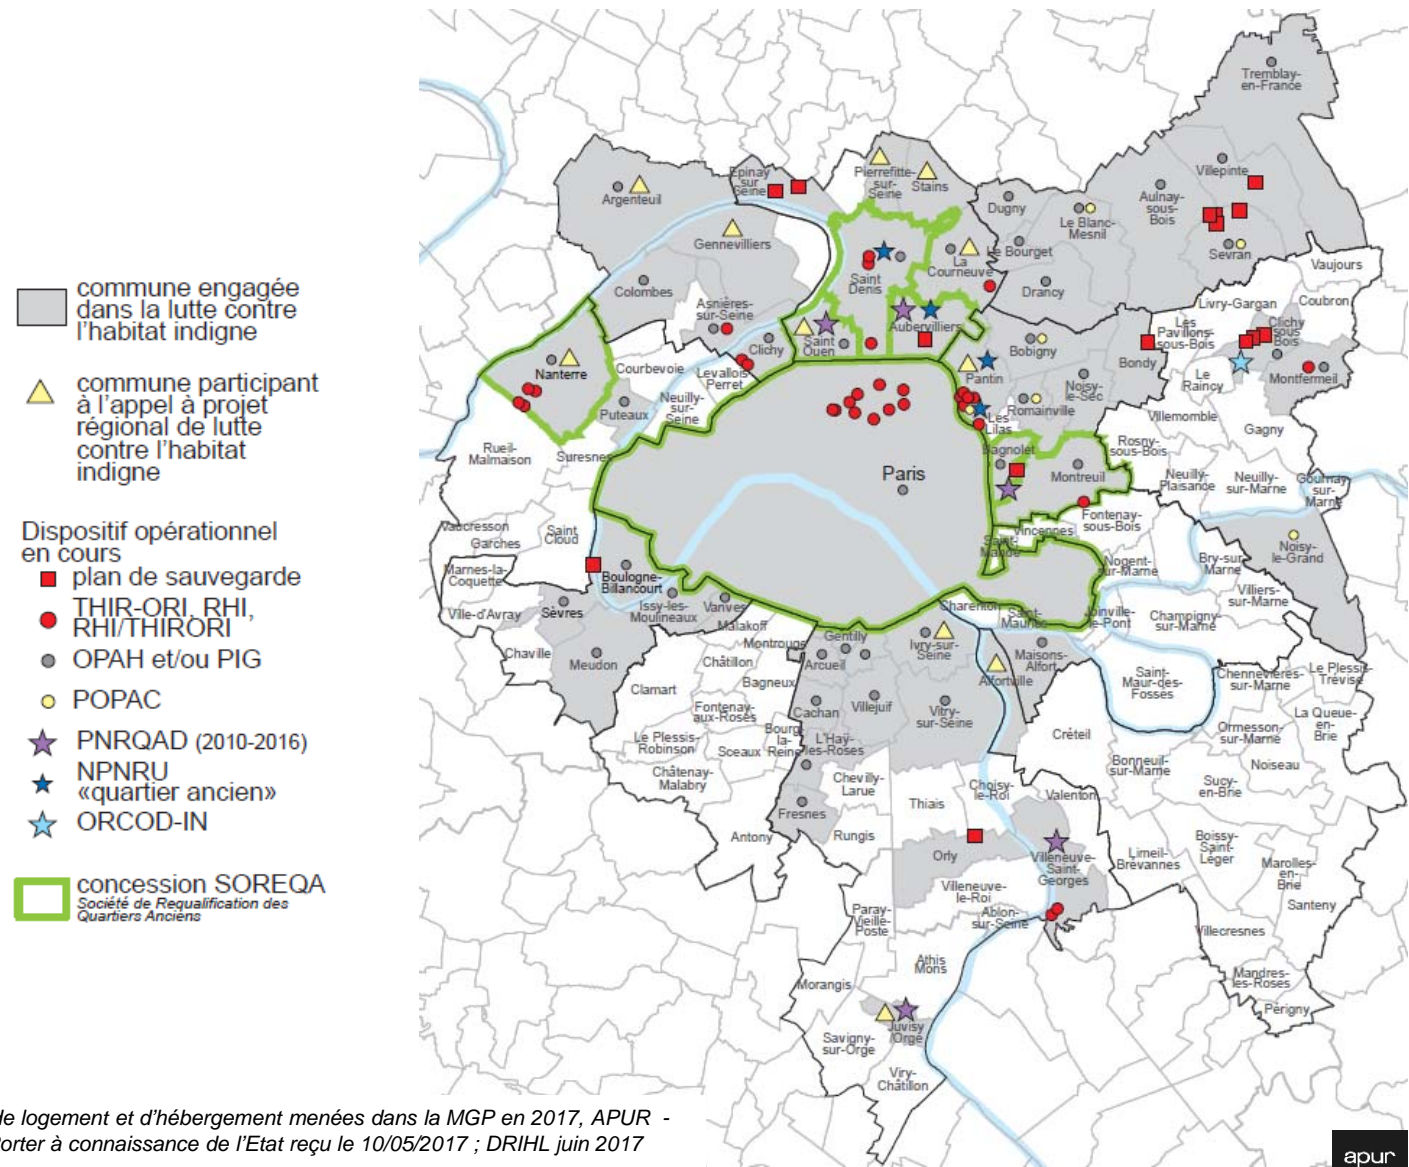 commune engagée
dans la lutte contre
l'habitat indigne
commune participant
à l'appel à projet
régional de lutte
contre l'habitat
indigne
Dispositif opérationnel
en cours
plan de sauvegarde
THIR-ORI, RHI,
RHI/THIRORI
OPAH et/ou PIG
POPAC
PNRQAD (2010-2016)
NPNRU
«quartier ancien»
ORCOD-IN
concession SOREQA
Société de Requalification des
Quartiers Anciens
Tremblay-
en-France
Villepinte
Aulnay-
sous-
Bois
Sevran
Vaujours
Epinay
sur
Seine
Pierrefitte-
sur-
Seine
Stains
Argenteuil
Dugny
Le Blanc-
Mesnil
Gennevilliers
Le Bourget
La
Courneuve
Colombes
Saint
Denis
Drancy
Livry-Gargan
Coubron
Asnières-
sur-Seine
Aubervilliers
Les
Pavillons-
sous-Bois
Clichy
sous
Bois
Clichy
Saint
Ouen
Bobigny
Bondy
Nanterre
Courbevoie
Levallois
Perret
Pantin
Noisy-
le-Sec
Le
Raincy
Montfermeil
Puteaux
Neuilly-
sur-
Seine
Romainville
Les
Lilas
Villemomble
Gagny
Rueil-
Malmaison
Suresnes
Bagnolet
Rosny-
sous-Bois
Paris
Montreuil
Neuilly-
Plaisance
Neuilly-
sur-Marne
Gournay-
sur-
Marne
Vaucresson
Garches
Saint
Cloud
Fontenay-
sous-Bois
Vincennes
Saint-
Mandé
Noisy-
le-Grand
Marnes-la-
Coquette
Boulogne-
Billancourt
Nogent-
sur-Marne
Bry-sur-
Marne
Ville-d'Avray
Sèvres
Issy-les-
Moulineaux
Vanves
Malakoff
Charenton
Saint-
Maurice
Joinville-
le-Pont
Champigny-
sur-Marne
Villiers-
sur-Marne
Chaville
Meudon
Montrouge
Gentilly
Arcueil
Ivry-sur-
Seine
Maisons-
Alfort
Alfortville
Châtillon
Bagneux
Clamart
Saint-
Maur-des-
Fossés
Chennevières-
sur-Marne
Le Plessis-
Trévise
Fontenay-
aux-Roses
Cachan
Villejuif
Vitry-
sur-Seine
Le Plessis-
Robinson
Sceaux
Bourg-
la-
Reine
L'Haÿ-
les-Roses
Créteil
Ormesson-
sur-Marne
La Queue-
en-
Brie
Châtenay-
Malabry
Chevilly-
Larue
Choisy-
le-Roi
Bonneuil-
sur-Marne
Noiseau
Sucy-
en-Brie
Fresnes
Thiais
Valenton
Antony
Rungis
Orly
Villeneuve-
Saint-
Georges
Limeil-
Brévannes
Boissy-
Saint-
Léger
Marolles-
en-
Brie
Villeneuve-
le-Roi
Santeny
Paray-
Vieille-
Poste
Ablon-
sur-Seine
Villecresnes
Athis
Mons
Mandres-
les-Roses
Morangis
Périgny
Juvisy
/Orge
Savigny-
sur-Orge
Viry-
Châtillon
de logement et d'hébergement menées dans la MGP en 2017, APUR -
Porter à connaissance de l'Etat reçu le 10/05/2017 ; DRIHL juin 2017
apur